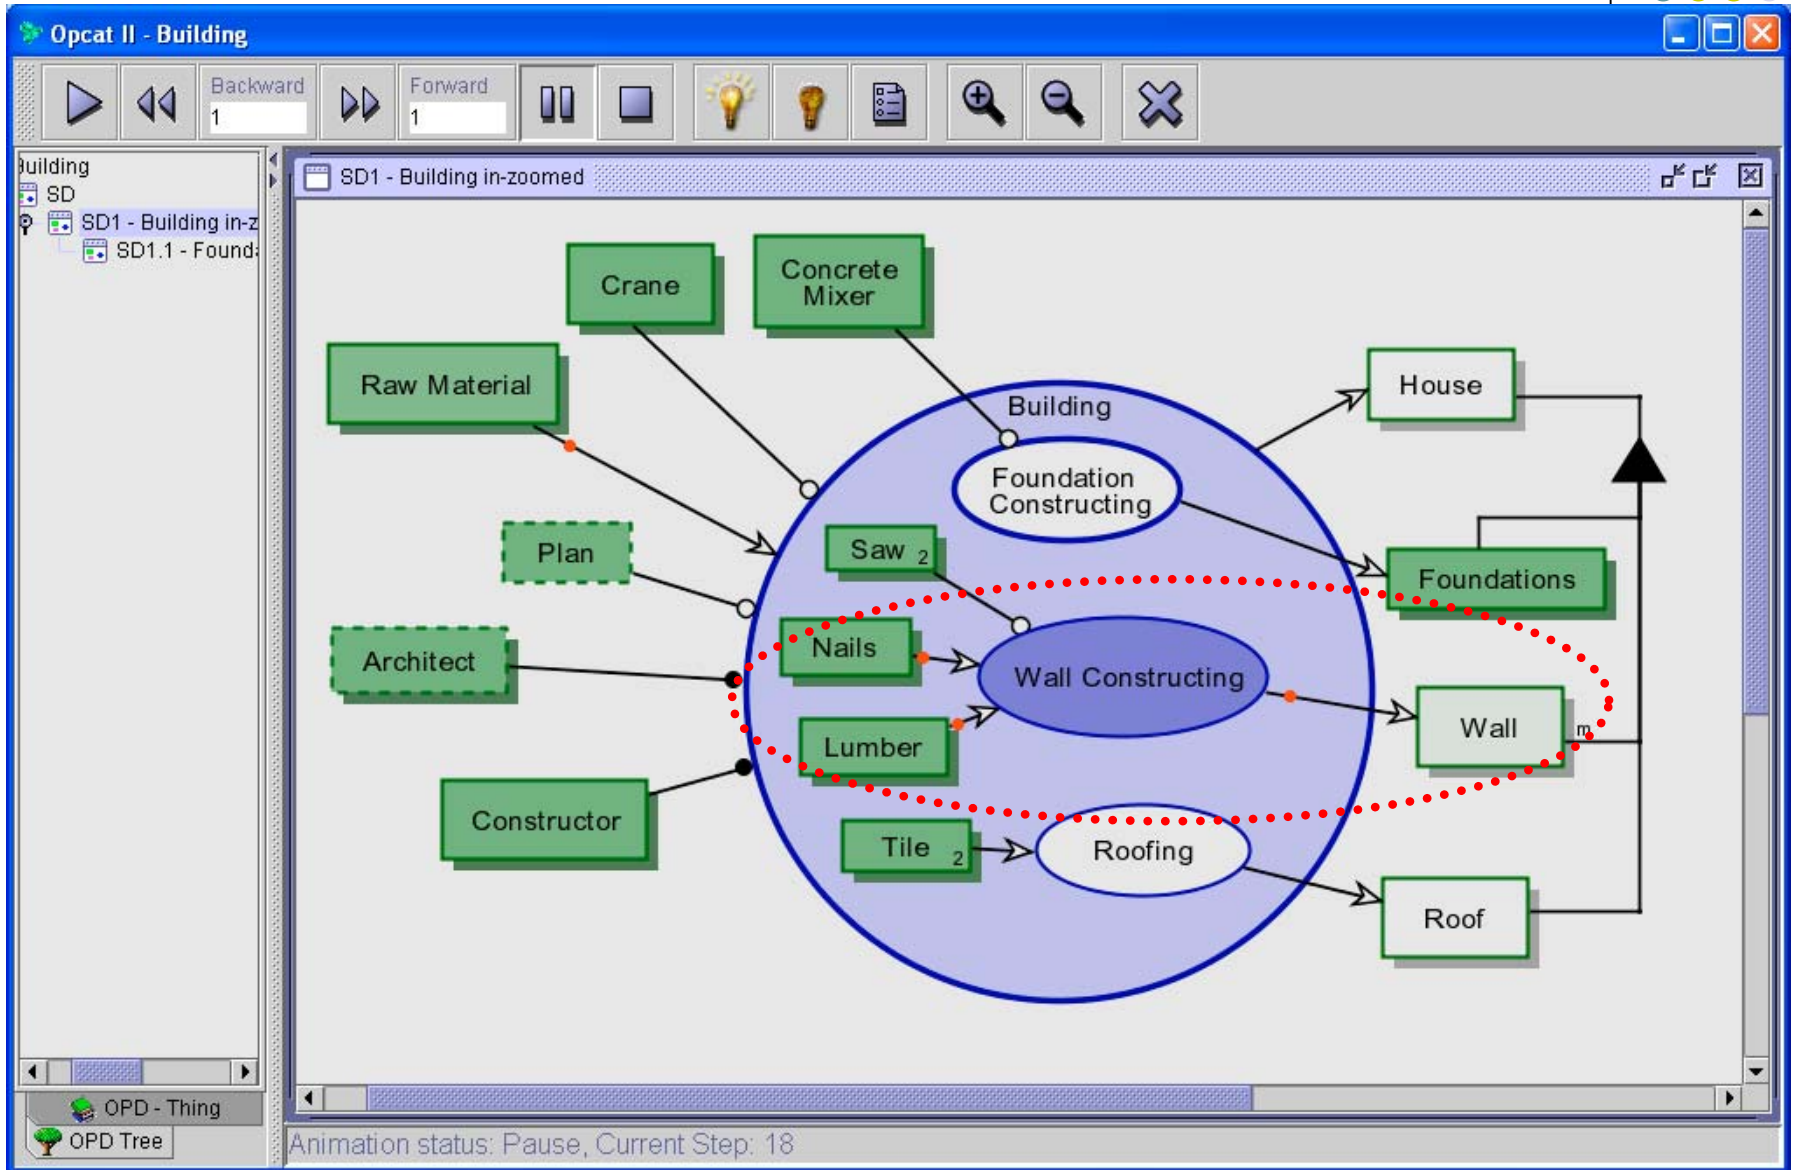 Opcat II - Building
Backward
1
Forward
1
Building
SD
SD1 - Building in-z
SD1.1 - Founda
SD1 - Building in-zoomed
Crane
Concrete
Mixer
Raw Material
House
Building
Foundation
Constructing
Plan
Saw 2
Foundations
Nails
Architect
Wall Constructing
Wall
m
Lumber
Constructor
Tile 2
Roofing
Roof
OPD - Thing
OPD Tree
Animation status: Pause, Current Step: 18